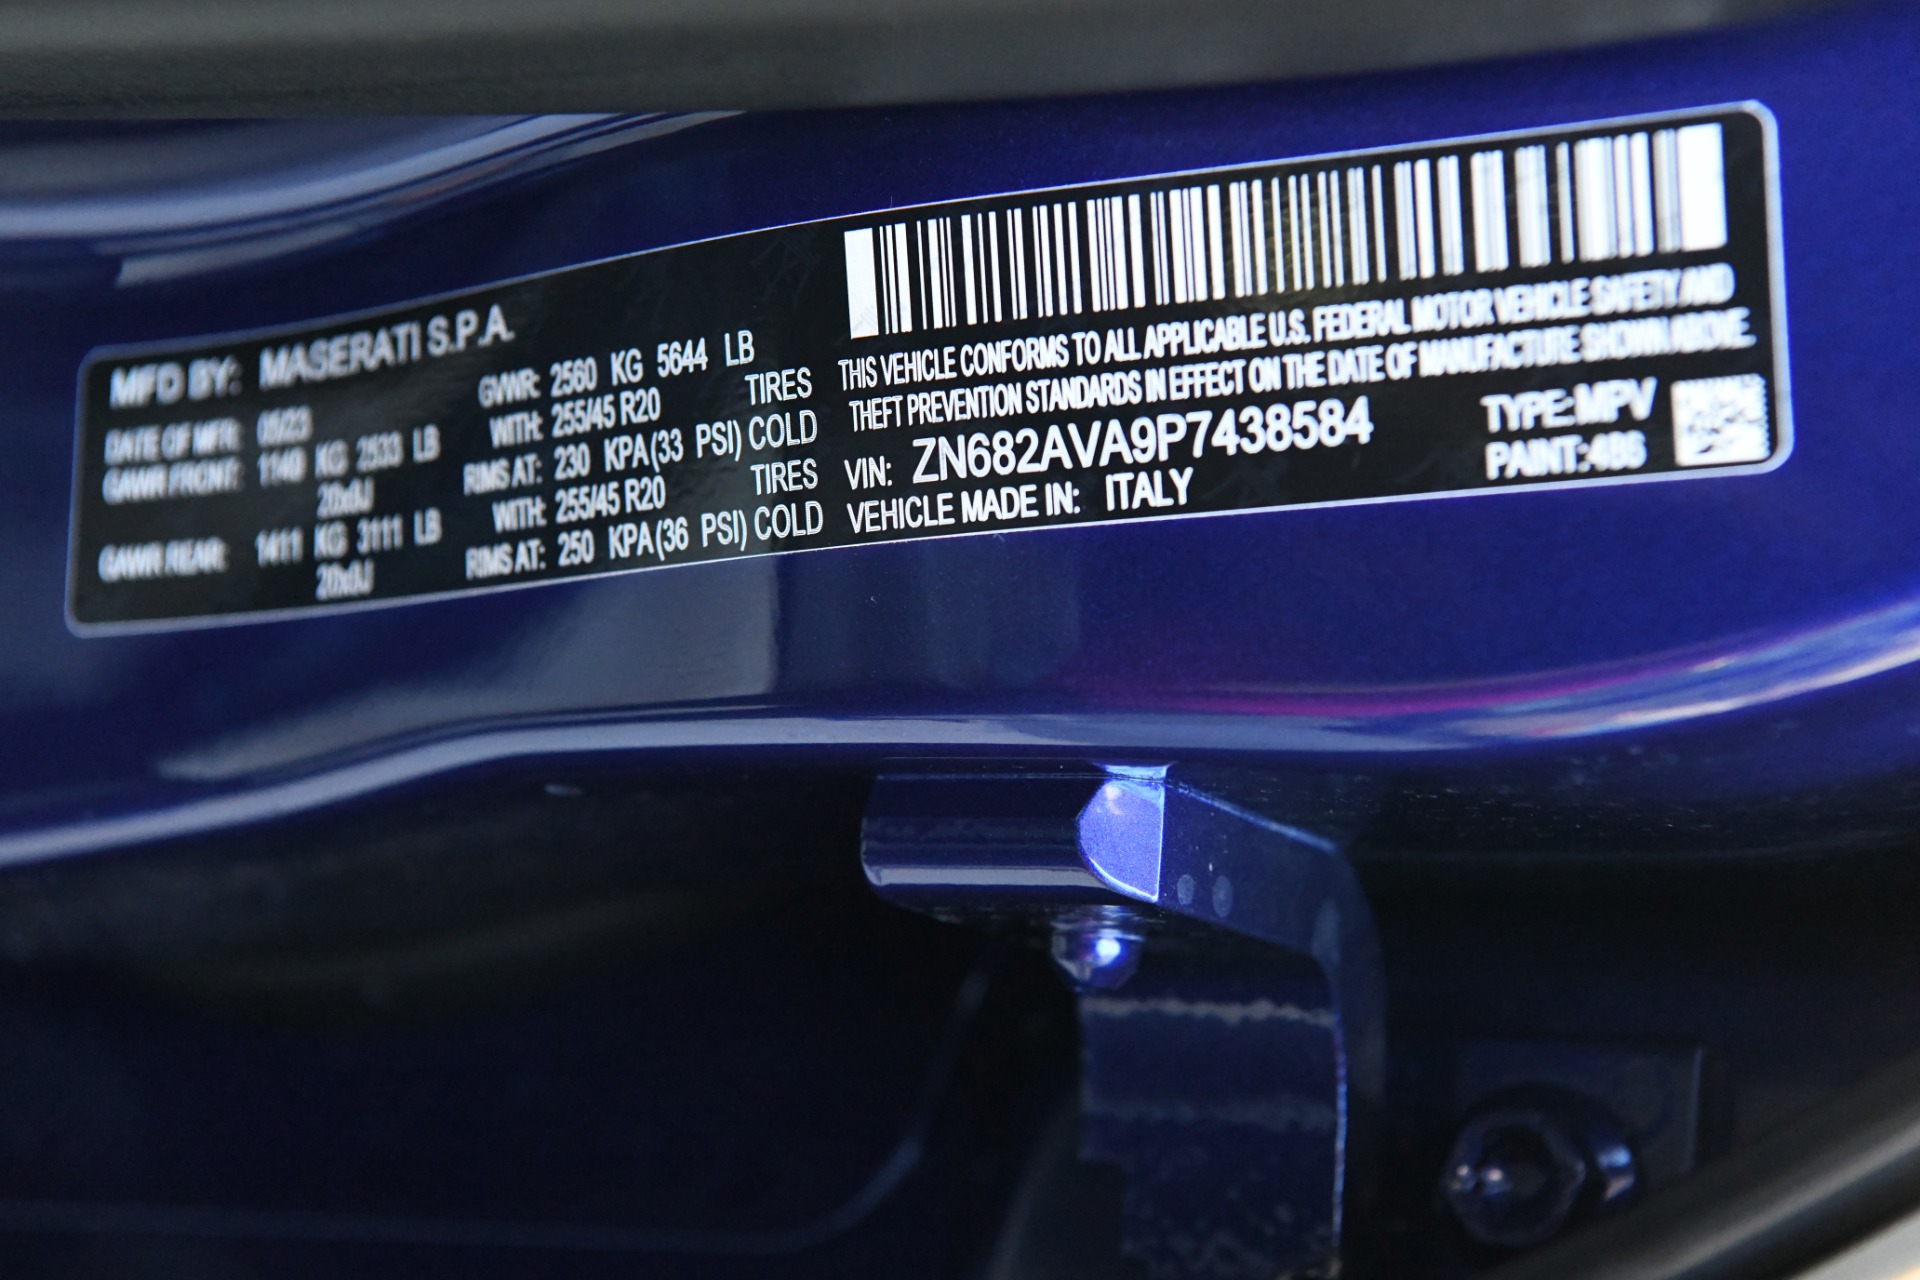 MFD BY: MASERATI S.P.A.
DATE OF MFR: 05/23 GVWR: 2560 KG 5644 LB
GAWR FRONT: 1149 KG 2533 LB WITH: 255/45 R20 TIRES
20x8J RIMS AT: 230 KPA(33 PSI) COLD
GAWR REAR: 1411 KG 3111 LB WITH: 255/45 R20 TIRES
20x8J RIMS AT: 250 KPA(36 PSI) COLD
THIS VEHICLE CONFORMS TO ALL APPLICABLE U.S. FEDERAL MOTOR VEHICLE SAFETY AND
THEFT PREVENTION STANDARDS IN EFFECT ON THE DATE OF MANUFACTURE SHOWN ABOVE.
VIN: ZN682AVA9P7438584 TYPE: MPV
VEHICLE MADE IN: ITALY PAINT: 486